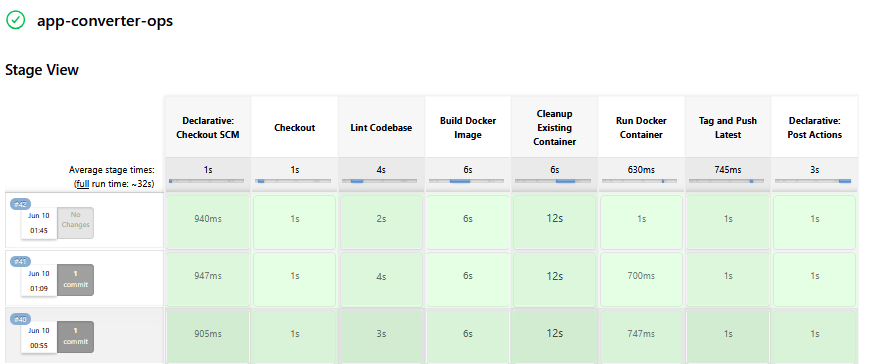 app-converter-ops
Stage View
Declarative: Checkout SCM
Checkout
Lint Codebase
Build Docker Image
Cleanup Existing Container
Run Docker Container
Tag and Push Latest
Declarative: Post Actions
Average stage times:
(full run time: ~32s)
1s
1s
4s
6s
6s
630ms
745ms
3s
#42
Jun 10
01:45
No Changes
940ms
1s
2s
6s
12s
1s
1s
1s
#41
Jun 10
01:09
1 commit
947ms
1s
4s
6s
12s
700ms
1s
1s
#40
Jun 10
00:55
1 commit
905ms
1s
3s
6s
12s
747ms
1s
1s